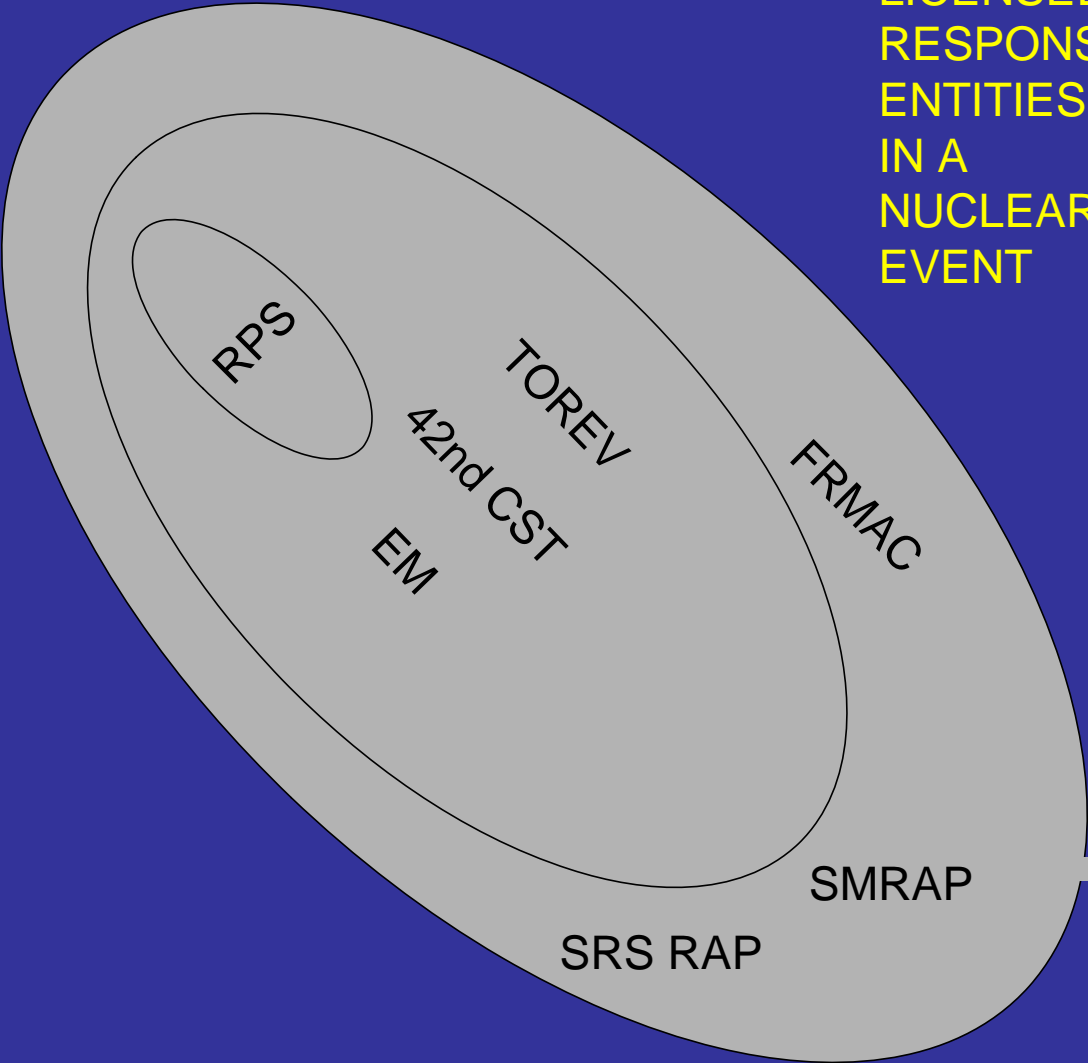 RESPONS
ENTITIES
IN A
NUCLEAR
EVENT
RPS
TOREV
42nd CST
FRMAC
EM
SMRAP
SRS RAP